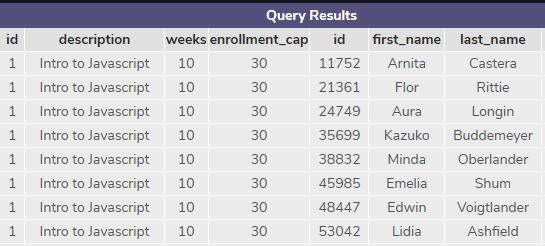 Query Results
id description weeks enrollment_cap id first_name last_name
1 Intro to Javascript 10 30 11752 Arnita Castera
1 Intro to Javascript 10 30 21361 Flor Rittie
1 Intro to Javascript 10 30 24749 Aura Longin
1 Intro to Javascript 10 30 35699 Kazuko Buddemeyer
1 Intro to Javascript 10 30 38832 Minda Oberlander
1 Intro to Javascript 10 30 45985 Emelia Shum
1 Intro to Javascript 10 30 48447 Edwin Voigtlander
1 Intro to Javascript 10 30 53042 Lidia Ashfield